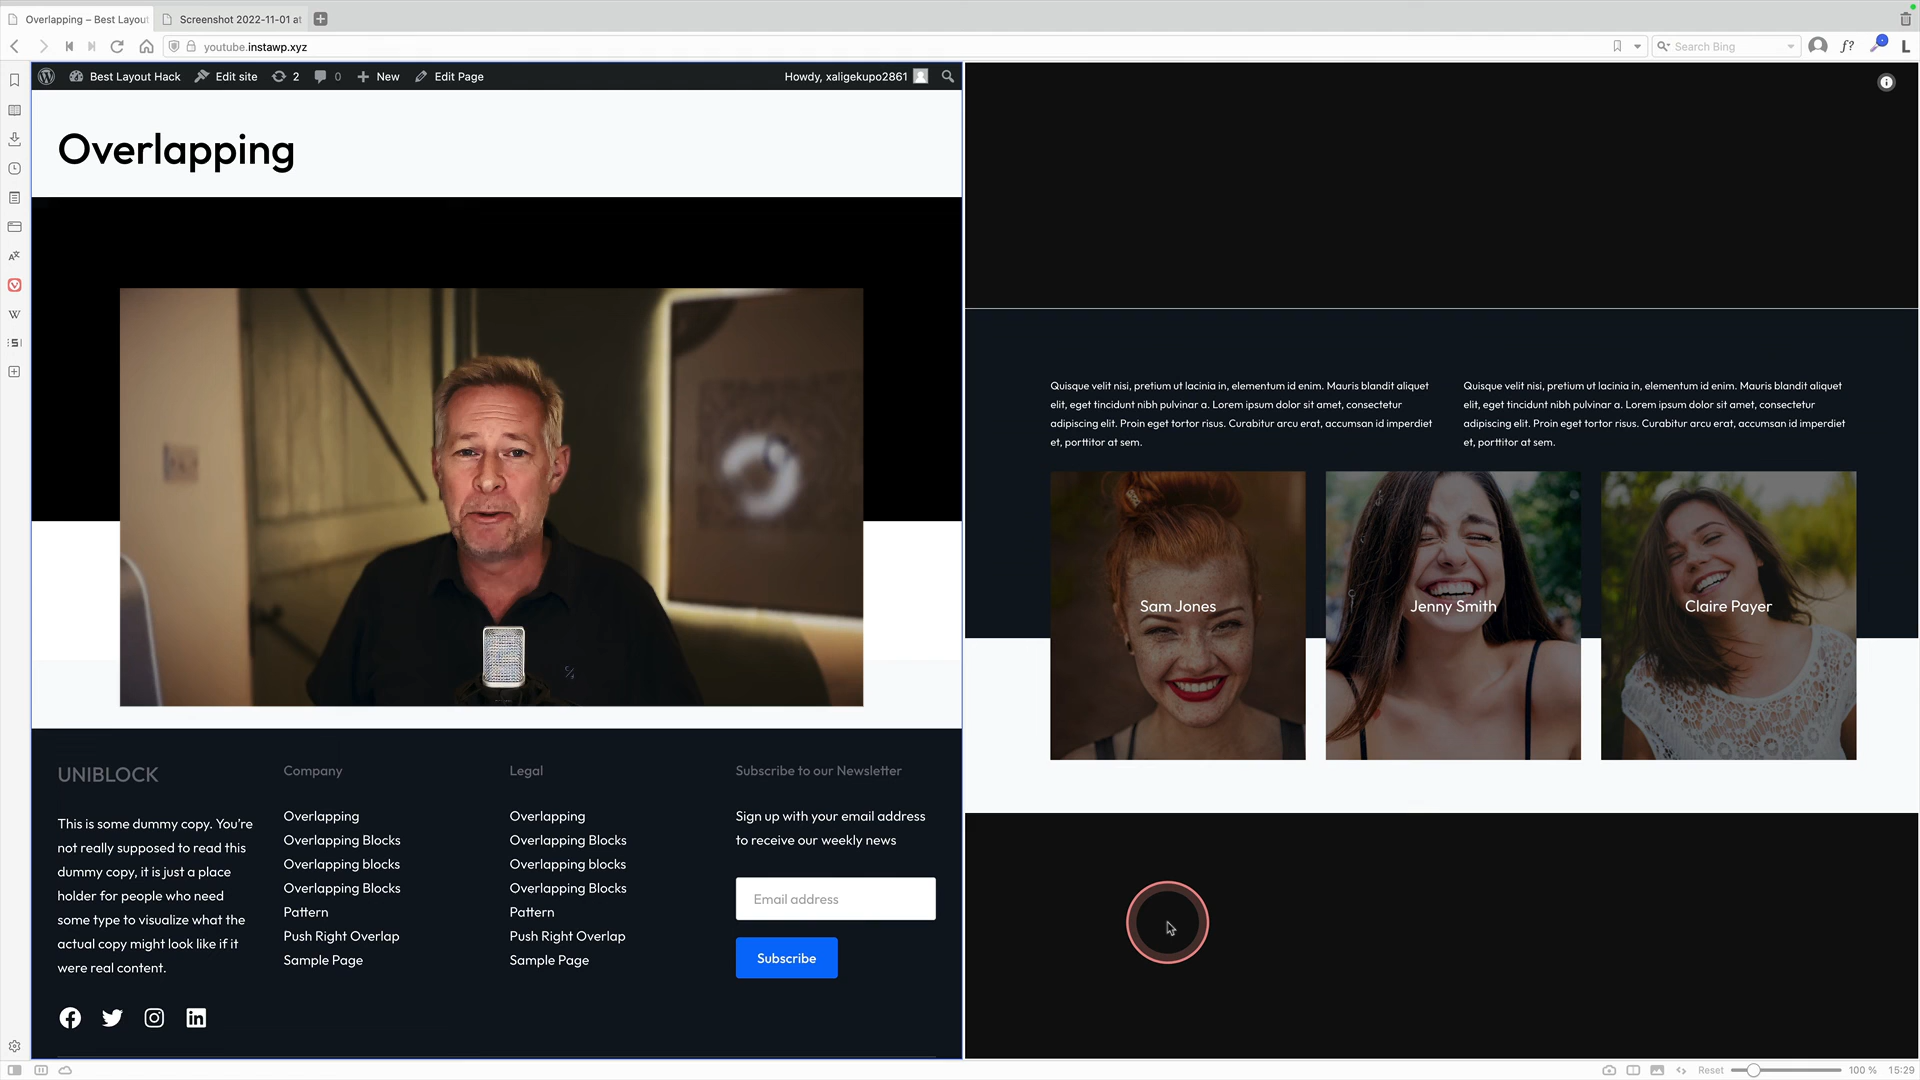 Overlapping – Best Layou
Screenshot 2022-11-01 at
youtube.instawp.xyz
Search Bing
Best Layout Hack
Edit site
2
0
New
Edit Page
Howdy, xaligekupo2861
Overlapping
UNIBLOCK
This is some dummy copy. You're
not really supposed to read this
dummy copy, it is just a place
holder for people who need
some type to visualize what the
actual copy might look like if it
were real content.
Company
Overlapping
Overlapping Blocks
Overlapping blocks
Overlapping Blocks
Pattern
Push Right Overlap
Sample Page
Legal
Overlapping
Overlapping Blocks
Overlapping blocks
Overlapping Blocks
Pattern
Push Right Overlap
Sample Page
Subscribe to our Newsletter
Sign up with your email address
to receive our weekly news
Email address
Subscribe
Quisque velit nisi, pretium ut lacinia in, elementum id enim. Mauris blandit aliquet
elit, eget tincidunt nibh pulvinar a. Lorem ipsum dolor sit amet, consectetur
adipiscing elit. Proin eget tortor risus. Curabitur arcu erat, accumsan id imperdiet
et, porttitor at sem.
Quisque velit nisi, pretium ut lacinia in, elementum id enim. Mauris blandit aliquet
elit, eget tincidunt nibh pulvinar a. Lorem ipsum dolor sit amet, consectetur
adipiscing elit. Proin eget tortor risus. Curabitur arcu erat, accumsan id imperdiet
et, porttitor at sem.
Sam Jones
Jenny Smith
Claire Payer
Reset
100 %
15:29